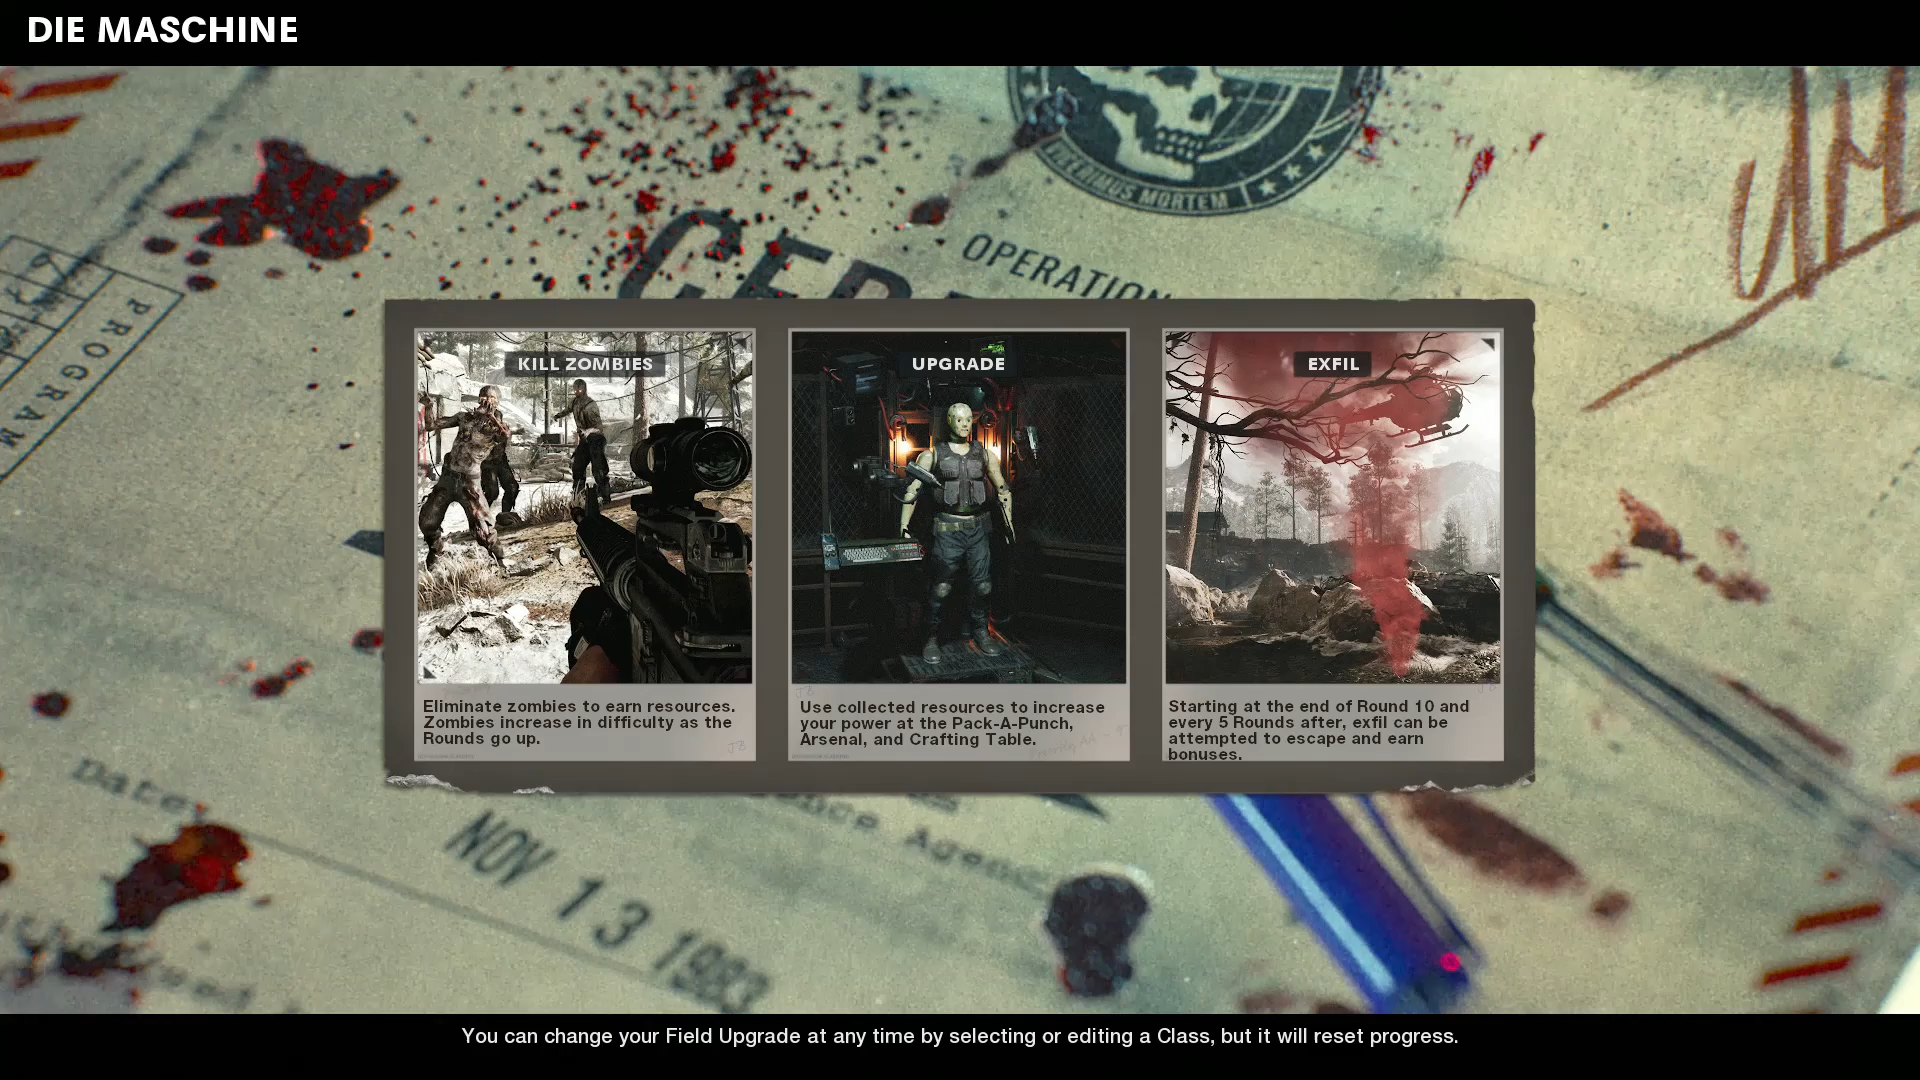 DIE MASCHINE
MORTEM
OPERATION
PROGRAM
KILL ZOMBIES
UPGRADE
EXFIL
Eliminate zombies to earn resources.
Zombies increase in difficulty as the
Rounds go up.
Use collected resources to increase
your power at the Pack-A-Punch,
Arsenal, and Crafting Table.
Starting at the end of Round 10 and
every 5 Rounds after, exfil can be
attempted to escape and earn
bonuses.
JB
Date
NOV 13 1983
You can change your Field Upgrade at any time by selecting or editing a Class, but it will reset progress.